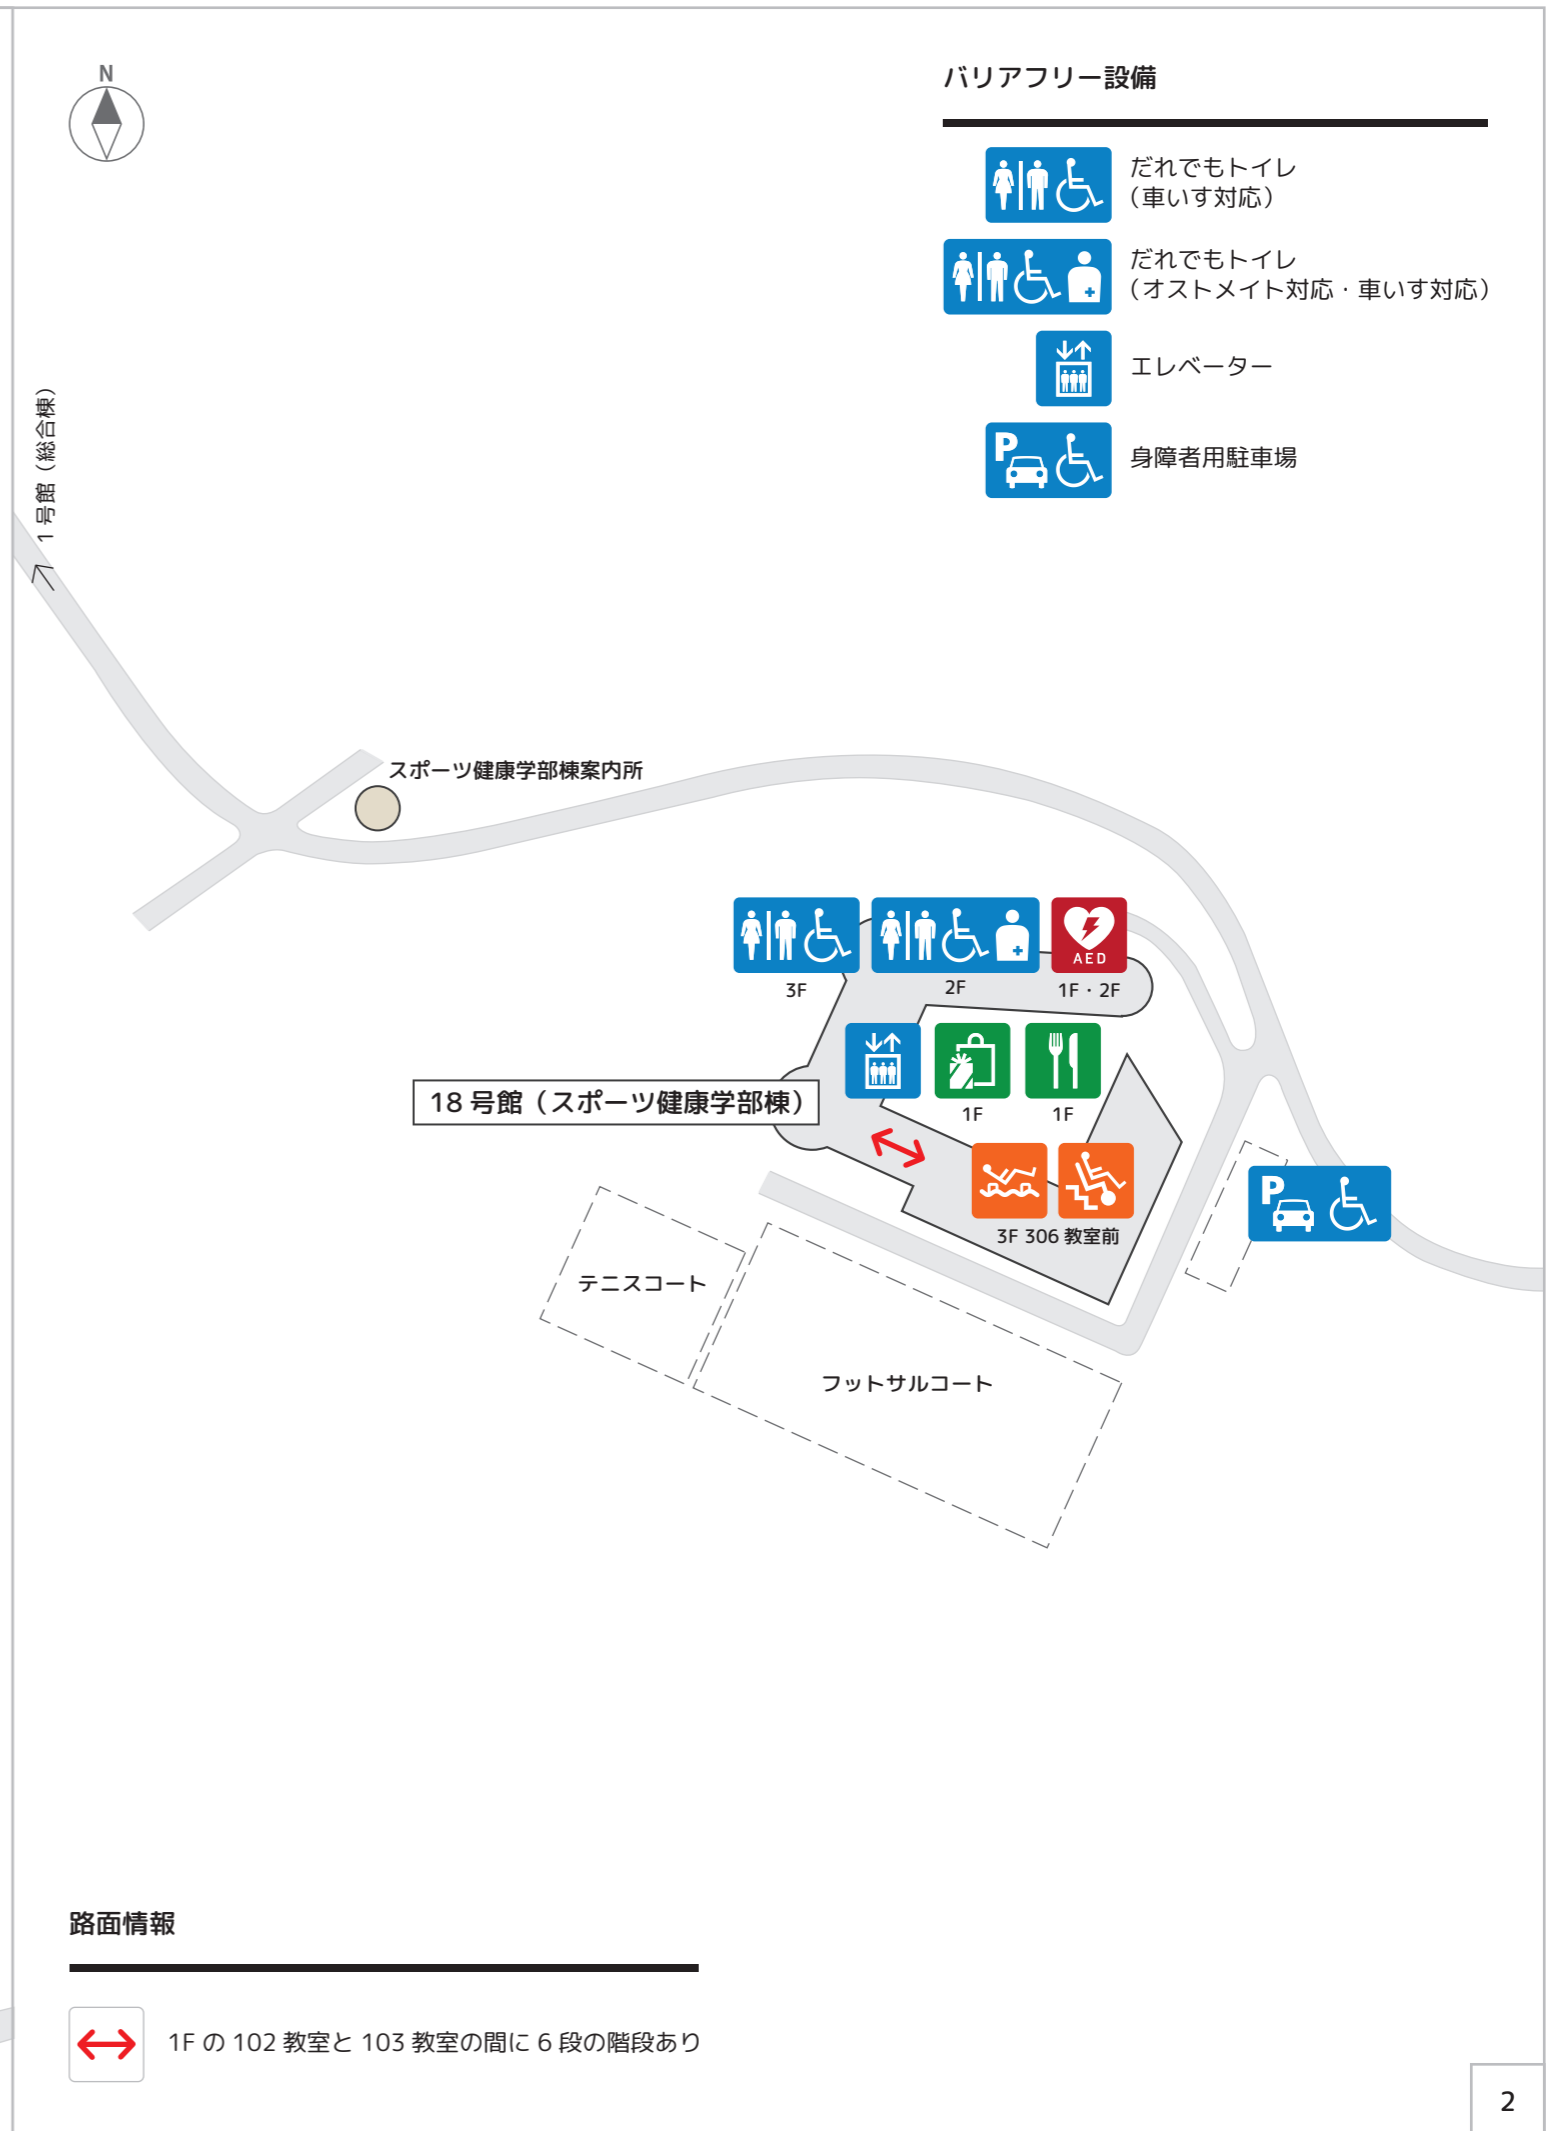 N
バリアフリー設備
だれでもトイレ
（車いす対応）
だれでもトイレ
（オストメイト対応・車いす対応）
エレベーター
P
身障者用駐車場
1 号館（総合棟）
スポーツ健康学部棟案内所
AED
3F
2F
1F・2F
18 号館（スポーツ健康学部棟）
1F
1F
P
3F 306 教室前
テニスコート
フットサルコート
路面情報
1F の 102 教室と 103 教室の間に 6 段の階段あり
2